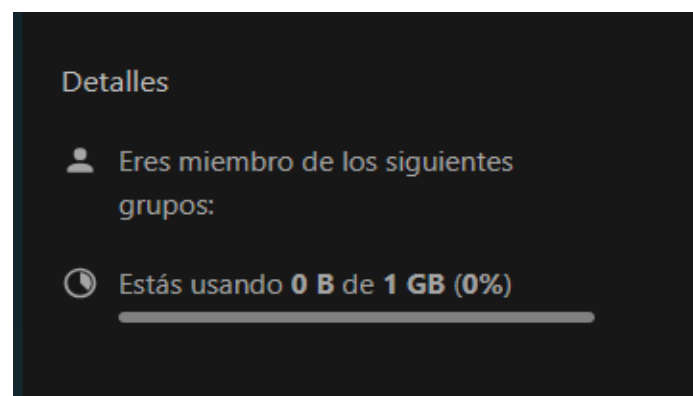 Detalles
Eres miembro de los siguientes
grupos:
Estás usando 0 B de 1 GB (0%)